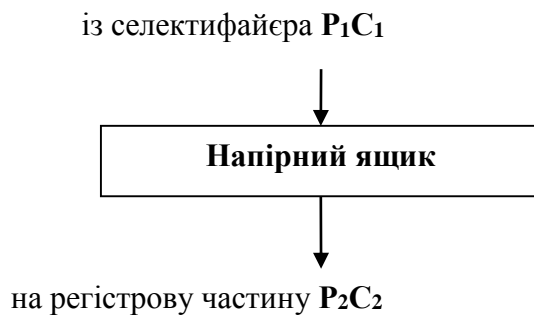 із селектифайєра P₁C₁
Напірний ящик
на регістрову частину P₂C₂